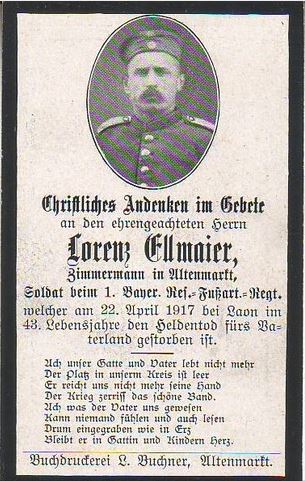 Christliches Andenken im Gebete
an den ehrengeachteten Herrn
Lorenz Ellmaier,
Zimmermann in Altenmarkt,
Soldat beim 1. Bayer. Res.-Fußart.-Regt.
welcher am 22. April 1917 bei Laon im
43. Lebensjahre den Heldentod fürs Va-
terland gestorben ist.
Ach unser Gatte und Vater lebt nicht mehr
Der Platz in unserm Kreis ist leer
Er reicht uns nicht mehr seine Hand
Der Krieg zerriss das schöne Band.
Ach was der Vater uns gewesen
Kann niemand fühlen und auch lesen
Drum eingegraben wie in Erz
Bleibt er in Gattin und Kindern Herz.
Buchdruckerei L. Buchner, Altenmarkt.